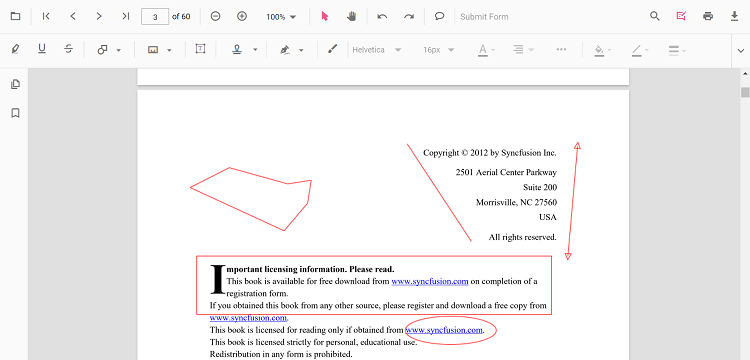 3 of 60 100% Submit Form
Helvetica 16px
Copyright © 2012 by Syncfusion Inc.
2501 Aerial Center Parkway
Suite 200
Morrisville, NC 27560
USA
All rights reserved.
Important licensing information. Please read.
This book is available for free download from www.syncfusion.com on completion of a
registration form.
If you obtained this book from any other source, please register and download a free copy from
www.syncfusion.com.
This book is licensed for reading only if obtained from www.syncfusion.com.
This book is licensed strictly for personal, educational use.
Redistribution in any form is prohibited.